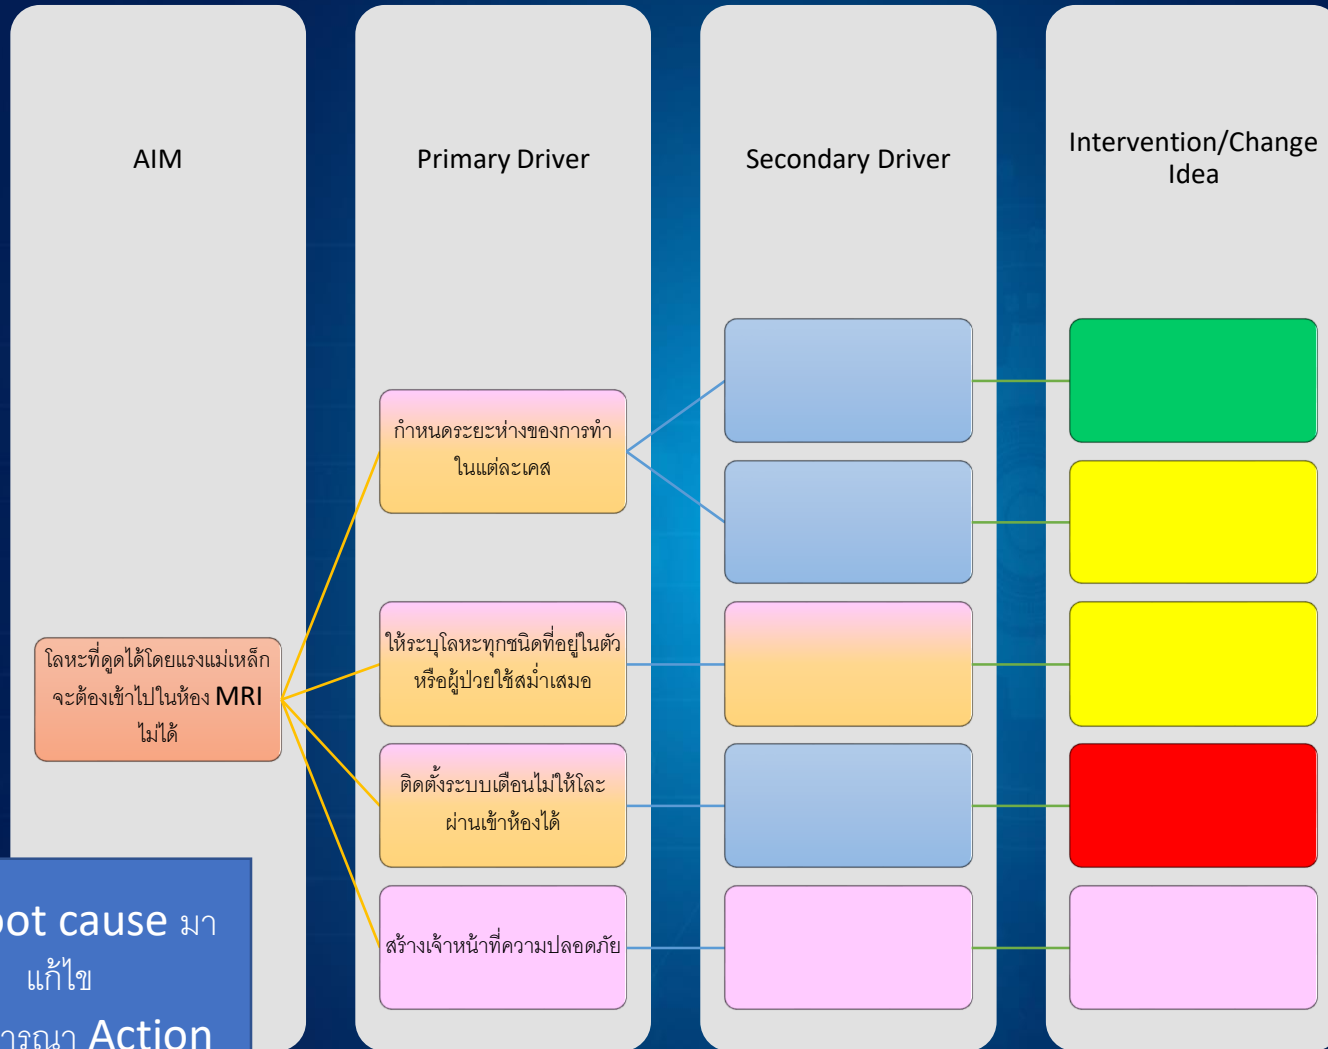 AIM
Primary Driver
Secondary Driver
Intervention/Change
Idea
กำหนดระยะห่างของการทำ
ในแต่ละเคส
ให้ระบุโลหะทุกชนิดที่อยู่ในตัว
หรือผู้ป่วยใช้สม่ำเสมอ
โลหะที่ดูดได้โดยแรงแม่เหล็ก
จะต้องเข้าไปในห้อง MRI
ไม่ได้
ติดตั้งระบบเตือนไม่ให้โละ
ผ่านเข้าห้องได้
สร้างเจ้าหน้าที่ความปลอดภัย
cause มา
แก้ไข
Action